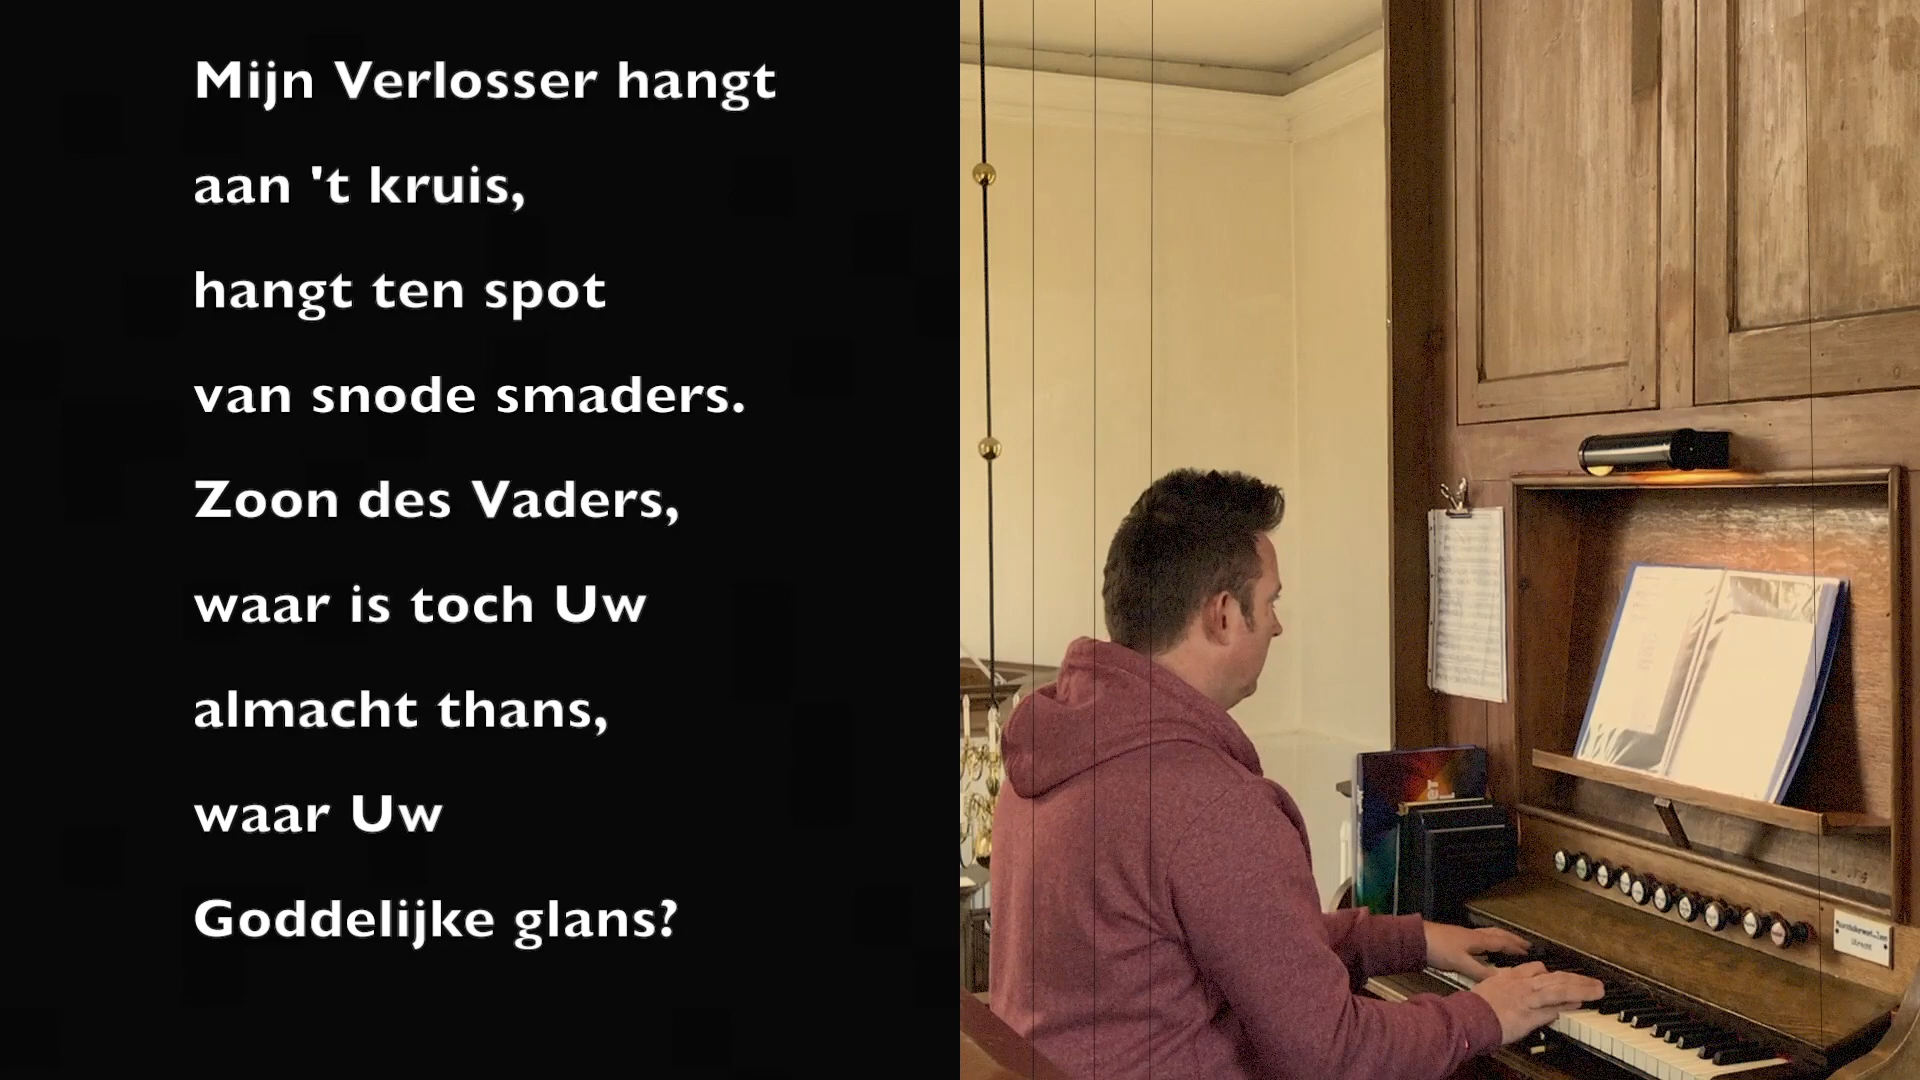 Mijn Verlosser hangt
aan 't kruis,
hangt ten spot
van snode smaders.
Zoon des Vaders,
waar is toch Uw
almacht thans,
waar Uw
Goddelijke glans?
Utrecht